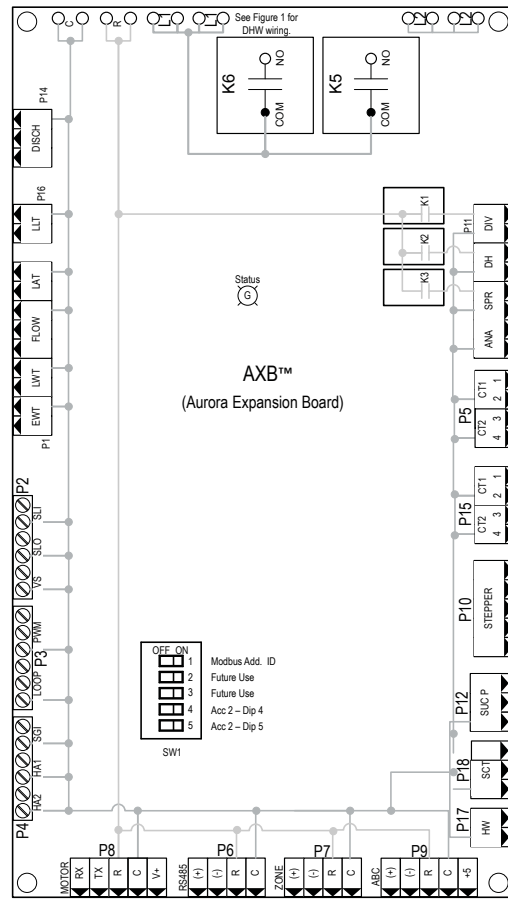 C
R
L1
L1
See Figure 1 for
DHW wiring.
L2
L2
K6
NO
COM
K5
NO
COM
P14
DISCH
P16
LLT
LAT
FLOW
LWT
EWT
P1
K1
K2
K3
P11
DIV
DH
SPR
ANA
Status
G
AXB™
(Aurora Expansion Board)
P5
CT1 1 2
CT2 3 4
P15
CT1 1 2
CT2 3 4
P2
SLI
SLO
VS
P3
PWM
LOOP
P4
SGI
HA1
HA2
P10
STEPPER
P12
SUC P
P18
SCT
P17
HW
OFF ON
1 Modbus Add. ID
2 Future Use
3 Future Use
4 Acc 2 – Dip 4
5 Acc 2 – Dip 5
SW1
P8
MOTOR
RX
TX
R
C
V+
P6
RS485
(+)
(-)
R
C
P7
ZONE
(+)
(-)
R
C
P9
ABC
(+)
(-)
R
C
+5